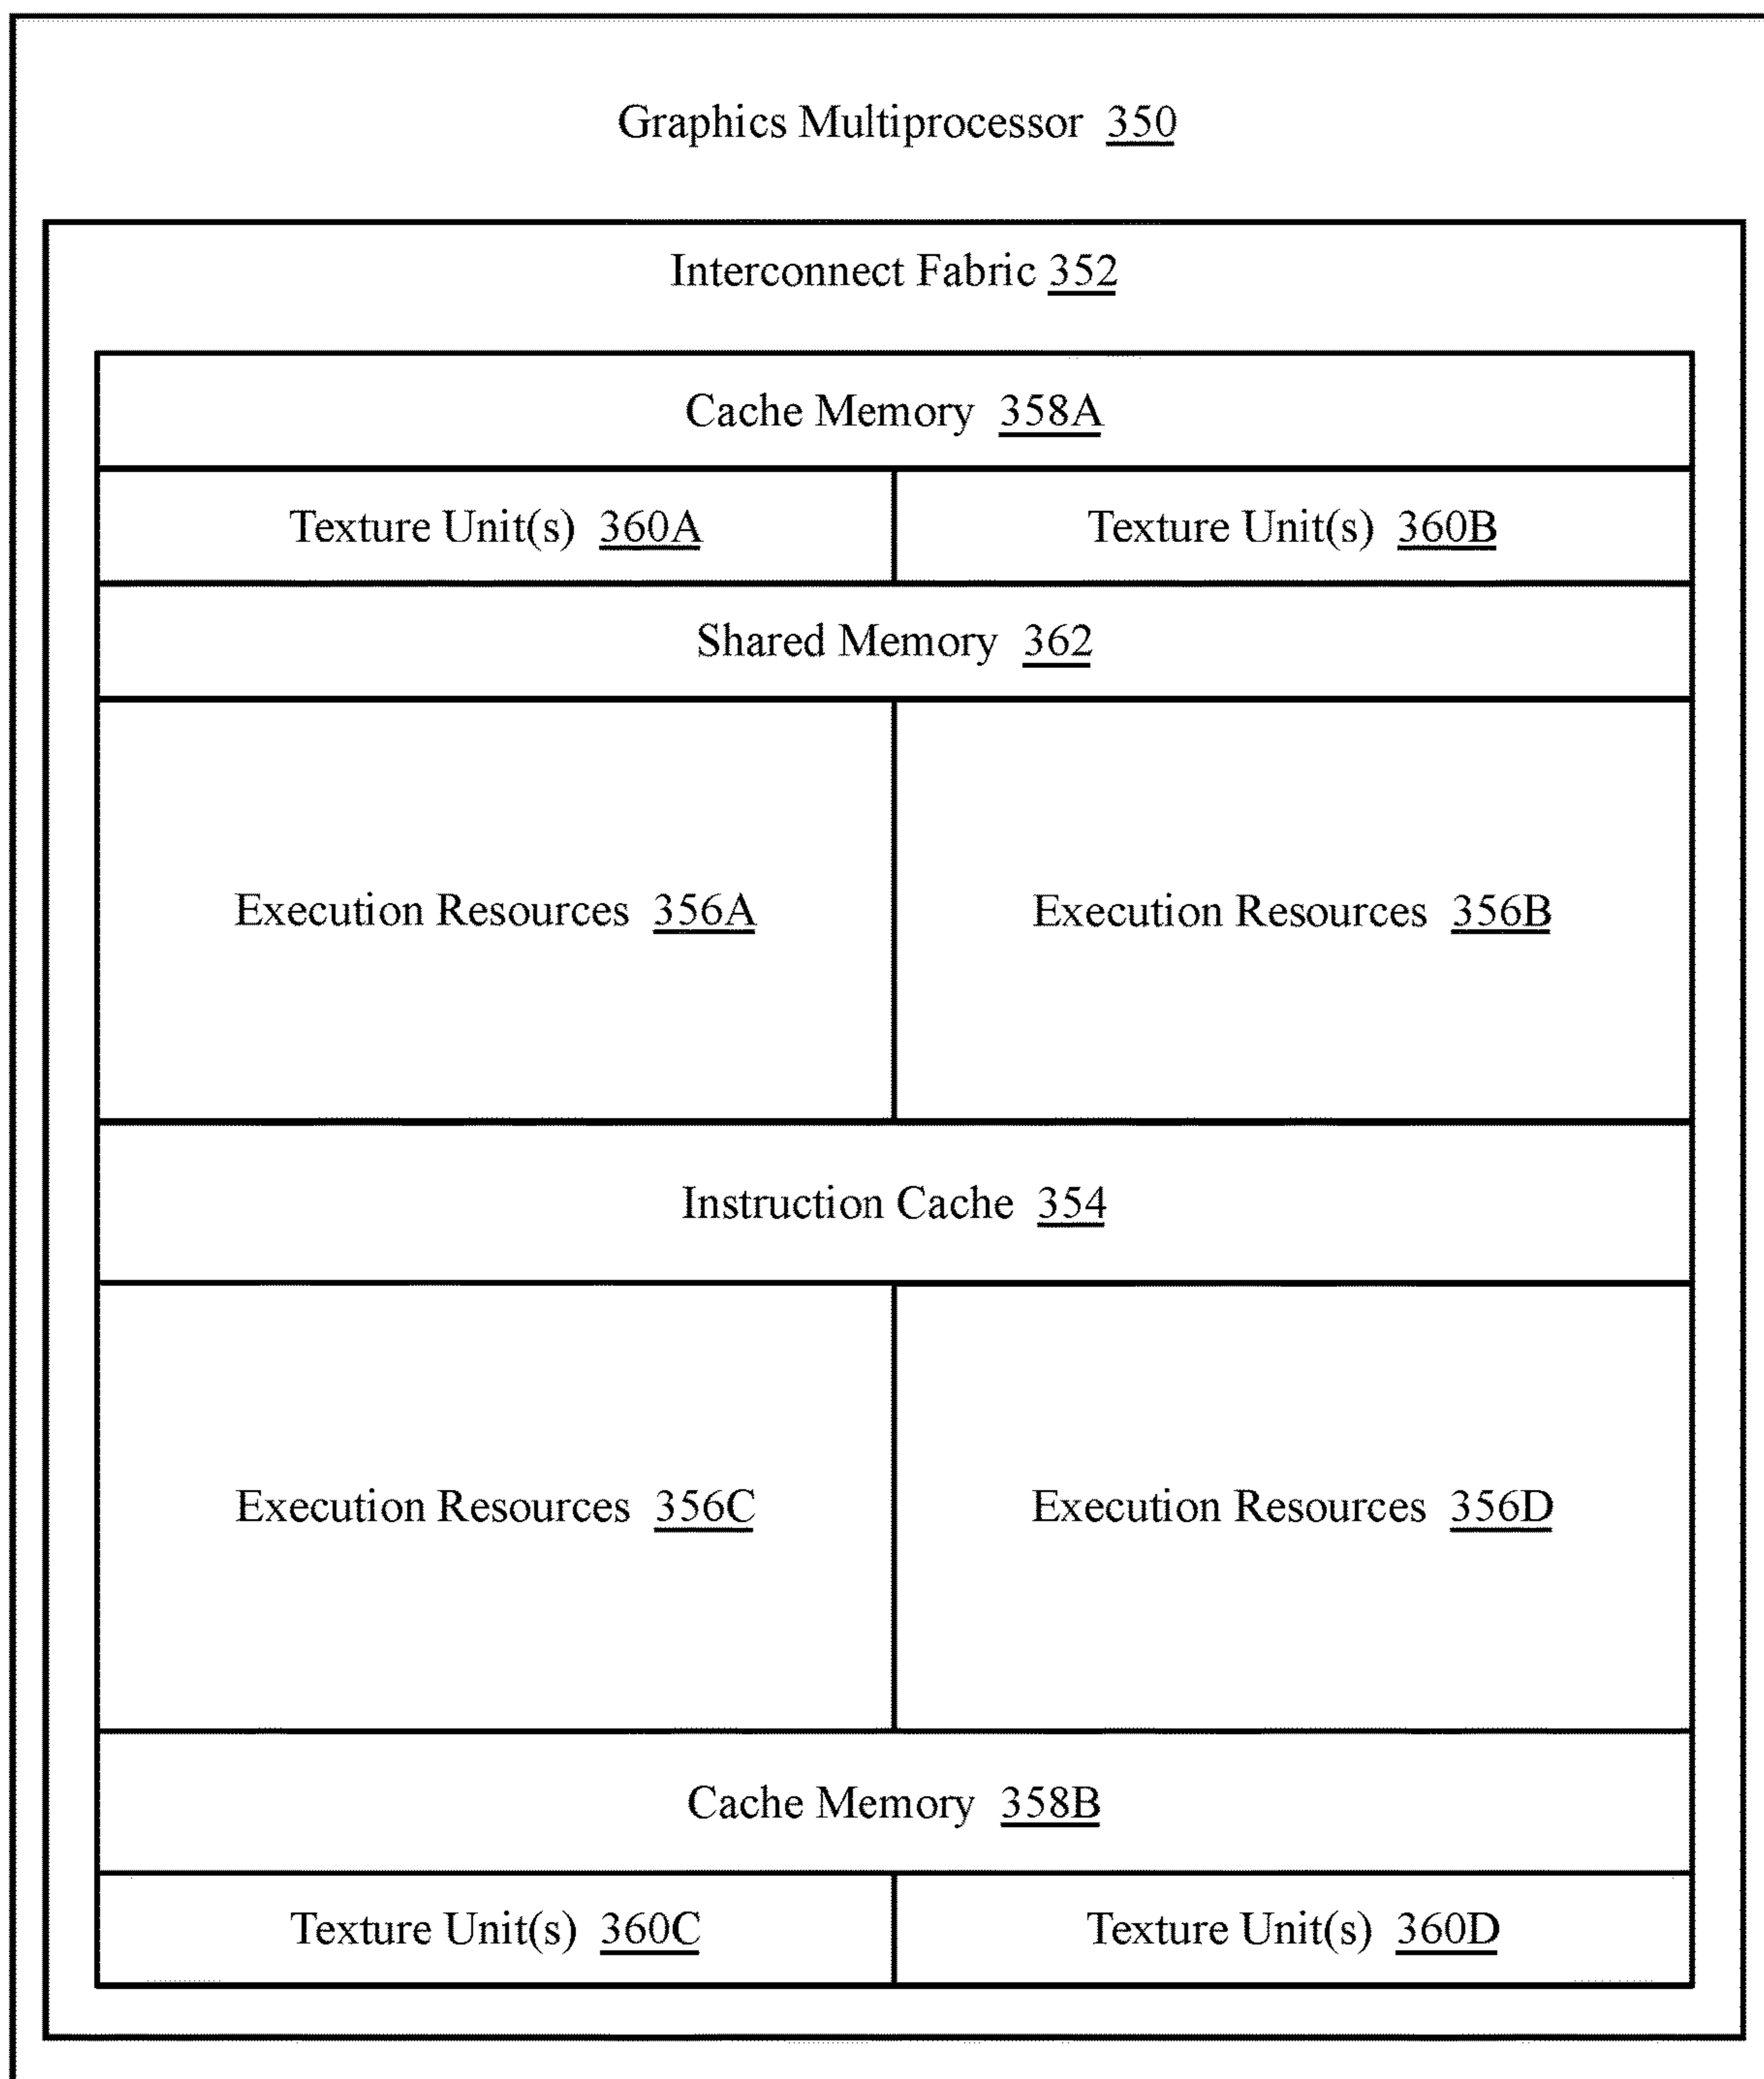 Graphics Multiprocessor 350
Interconnect Fabric 352
Cache Memory 358A
Texture Unit(s) 360A Texture Unit(s) 360B
Shared Memory 362
Execution Resources 356A Execution Resources 356B
Instruction Cache 354
Execution Resources 356C Execution Resources 356D
Cache Memory 358B
Texture Unit(s) 360C Texture Unit(s) 360D